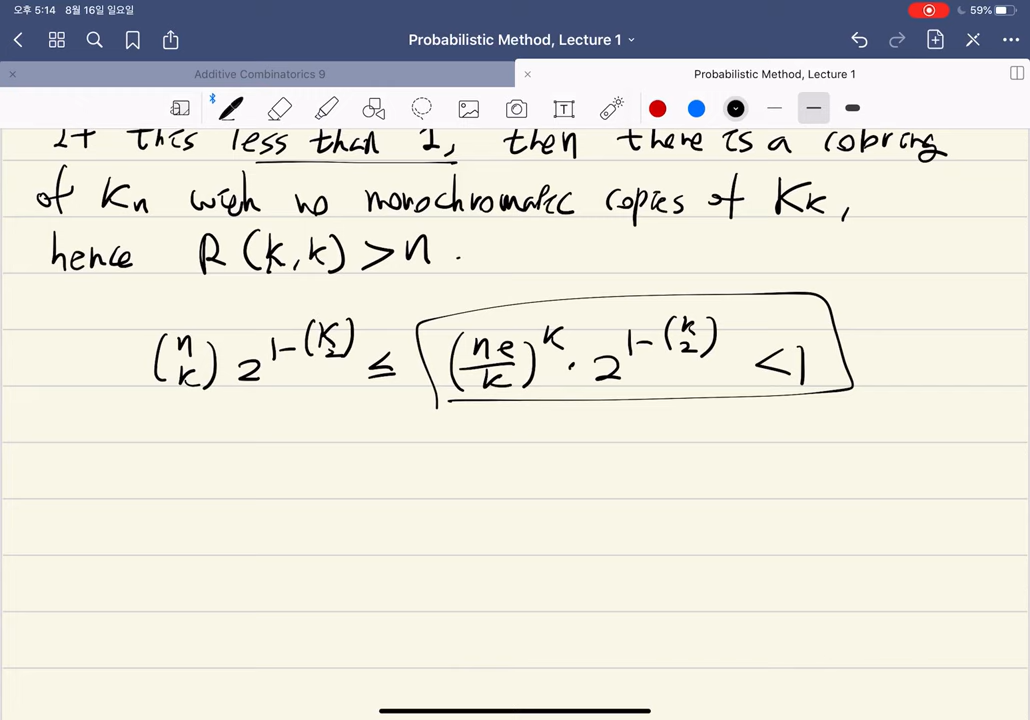 오후 5:14 8월 16일 일요일 59%
Probabilistic Method, Lecture 1
Additive Combinatorics 9
Probabilistic Method, Lecture 1
If this less than 1, then there is a coloring
of Kn with no monochromatic copies of Kk,
hence R(k,k) > n.
(n k) 2^{1-(k 2)} ≤ (ne/k)^k · 2^{1-(k 2)} < 1